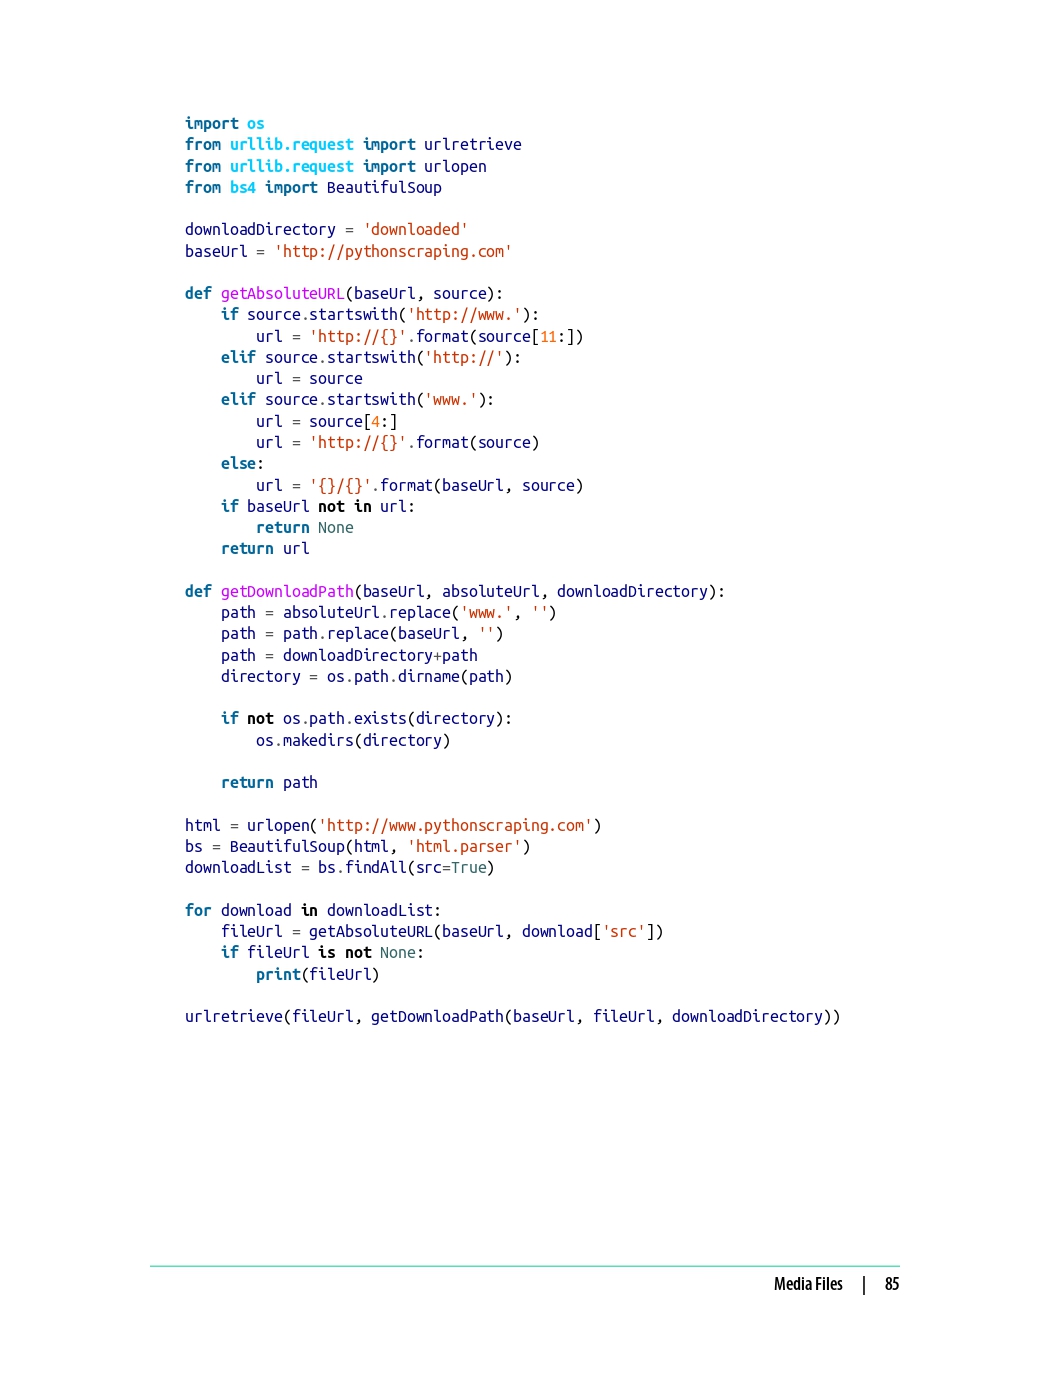 import os
from urllib.request import urlretrieve
from urllib.request import urlopen
from bs4 import BeautifulSoup

downloadDirectory = 'downloaded'
baseUrl = 'http://pythonscraping.com'

def getAbsoluteURL(baseUrl, source):
    if source.startswith('http://www.'):
        url = 'http://{}'.format(source[11:])
    elif source.startswith('http://'):
        url = source
    elif source.startswith('www.'):
        url = source[4:]
        url = 'http://{}'.format(source)
    else:
        url = '{}/{}'.format(baseUrl, source)
    if baseUrl not in url:
        return None
    return url

def getDownloadPath(baseUrl, absoluteUrl, downloadDirectory):
    path = absoluteUrl.replace('www.', '')
    path = path.replace(baseUrl, '')
    path = downloadDirectory+path
    directory = os.path.dirname(path)

    if not os.path.exists(directory):
        os.makedirs(directory)

    return path

html = urlopen('http://www.pythonscraping.com')
bs = BeautifulSoup(html, 'html.parser')
downloadList = bs.findAll(src=True)

for download in downloadList:
    fileUrl = getAbsoluteURL(baseUrl, download['src'])
    if fileUrl is not None:
        print(fileUrl)

urlretrieve(fileUrl, getDownloadPath(baseUrl, fileUrl, downloadDirectory))

Media Files | 85